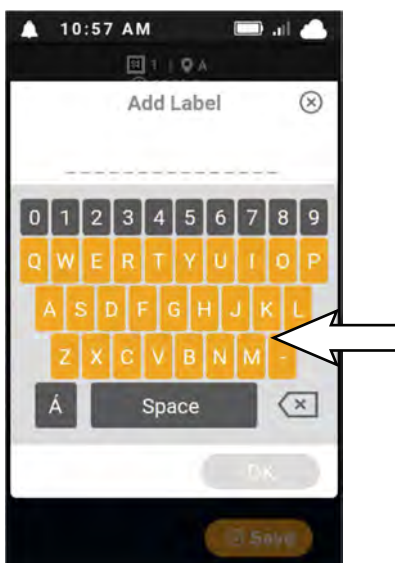 10:57 AM
1 | A
Add Label
0 1 2 3 4 5 6 7 8 9
Q W E R T Y U I O P
A S D F G H J K L
Z X C V B N M -
Á Space
OK
Save